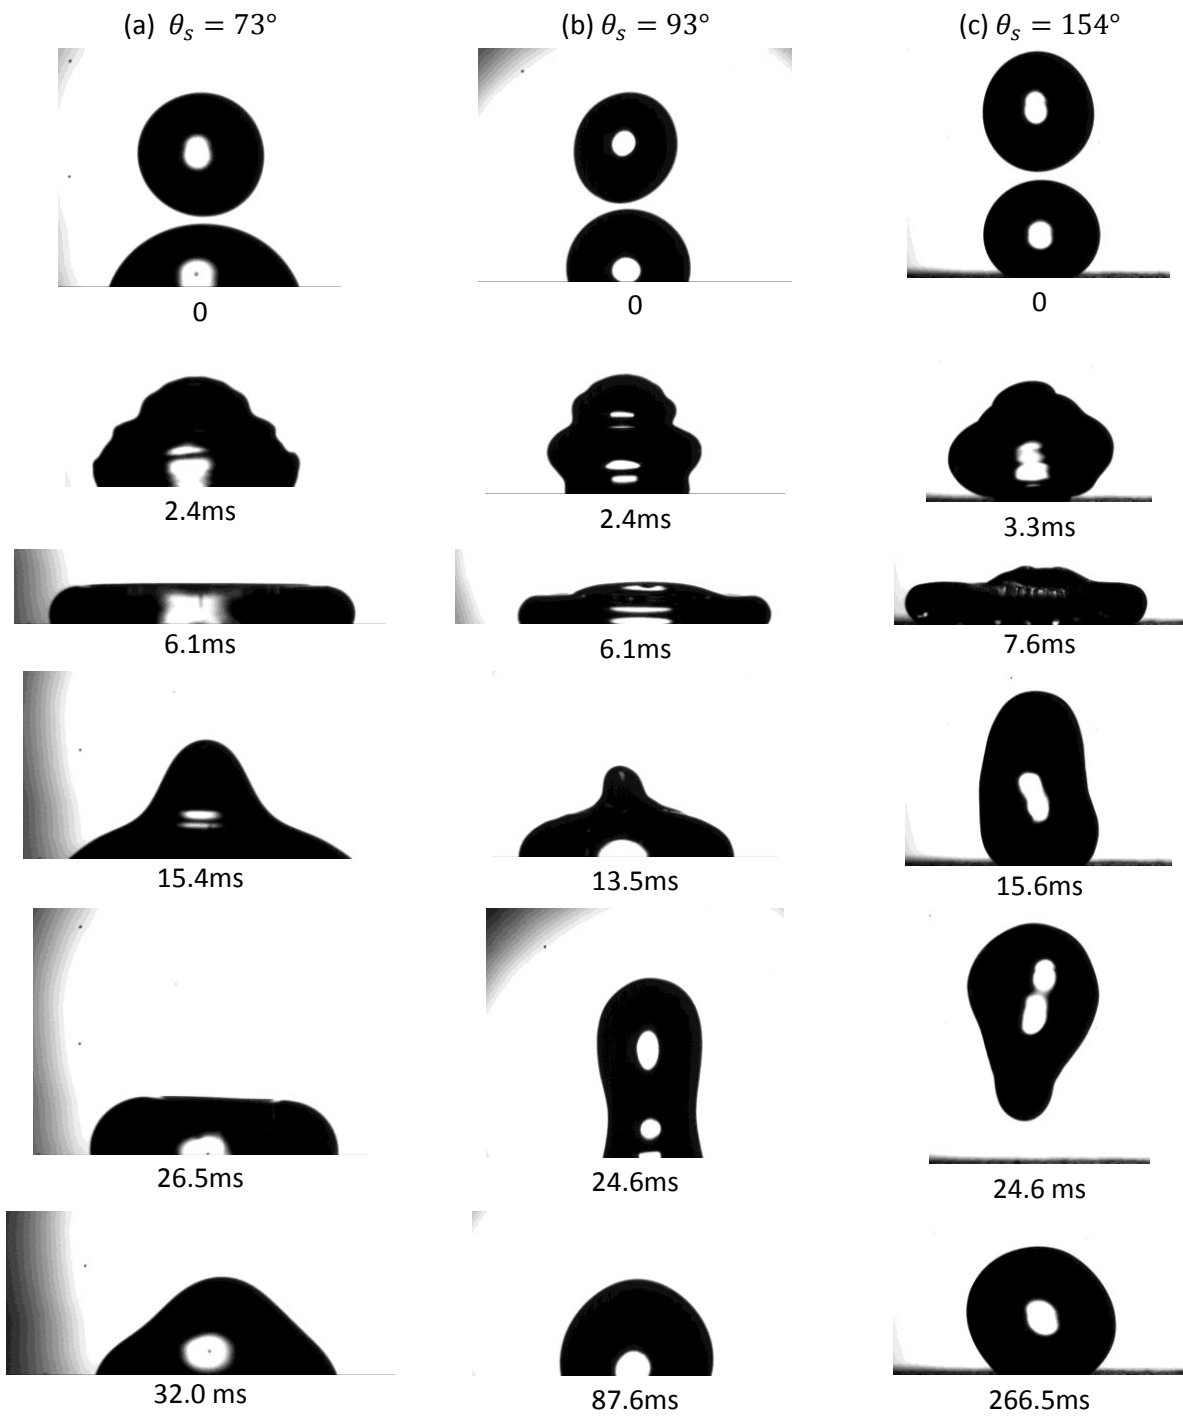 (a) θₛ = 73° (b) θₛ = 93° (c) θₛ = 154°
0 0 0
2.4ms 2.4ms 3.3ms
6.1ms 6.1ms 7.6ms
15.4ms 13.5ms 15.6ms
26.5ms 24.6ms 24.6 ms
32.0 ms 87.6ms 266.5ms